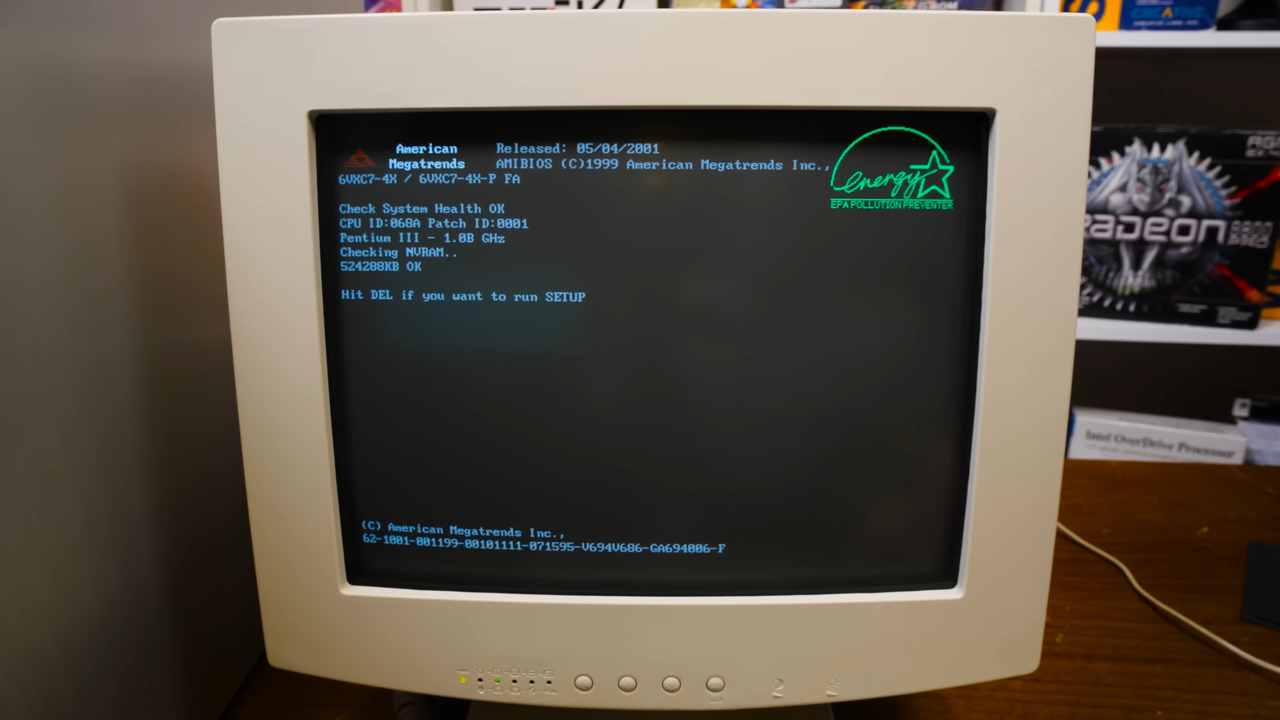 CREATIVE
American Released: 05/04/2001
Megatrends AMIBIOS (C)1999 American Megatrends Inc.,
6VXC7-4X / 6VXC7-4X-P FA
energy
EPA POLLUTION PREVENTER
Check System Health OK
CPU ID:068A Patch ID:0001
Pentium III - 1.0B GHz
Checking NVRAM..
524288KB OK
Hit DEL if you want to run SETUP
(C) American Megatrends Inc.,
62-1001-001199-00101111-071595-V694V686-GA694006-F
RADEON 9800
PRO
Intel OverDrive Processor